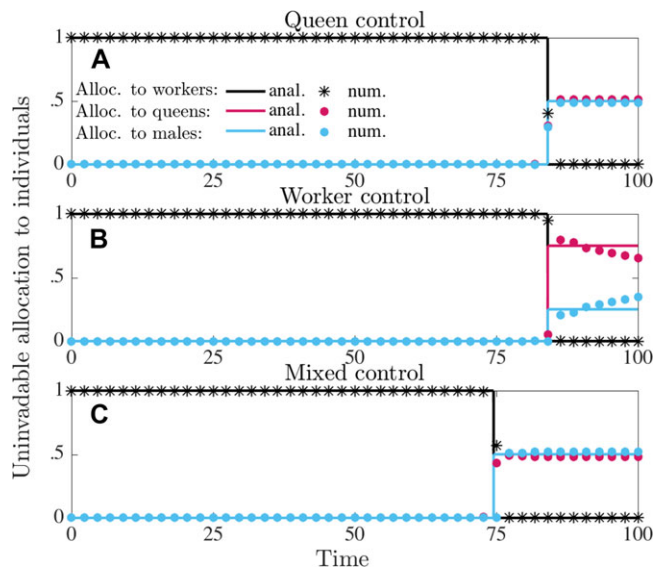 Queen control
A
1
Alloc. to workers: anal. num.
Alloc. to queens: anal. num.
Alloc. to males: anal. num.
.5
0
0 25 50 75 100
Worker control
B
1
.5
0
0 25 50 75 100
Mixed control
C
1
.5
0
0 25 50 75 100
Time
Uninvadable allocation to individuals